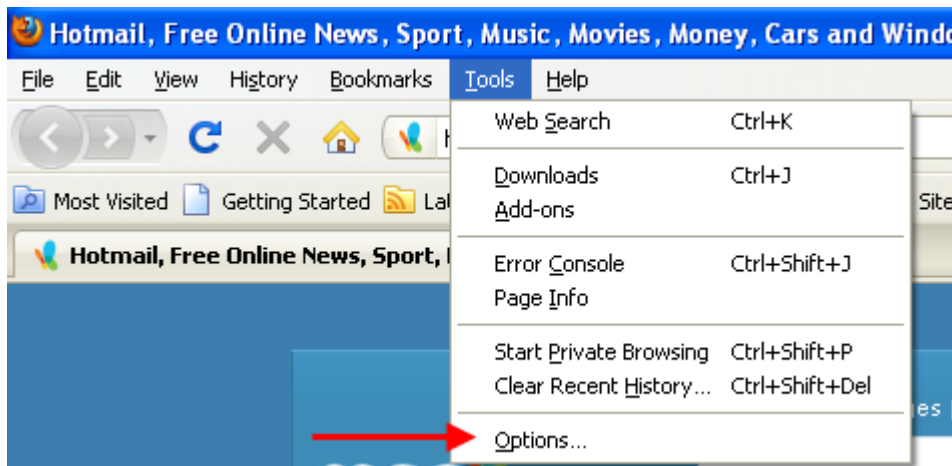 Hotmail, Free Online News, Sport, Music, Movies, Money, Cars and
File Edit View History Bookmarks Tools Help
Web Search Ctrl+K
Downloads Ctrl+J
Most Visited Getting Started
Add-ons
Hotmail, Free Online News, Sport,
Error Console Ctrl+Shift+J
Page Info
Start Private Browsing Ctrl+Shift+P
Clear Recent History... Ctrl+Shift+Del
Options...